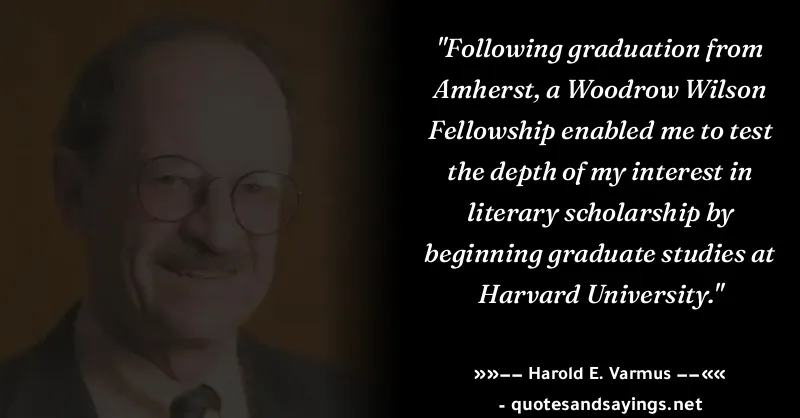 "Following graduation from
Amherst, a Woodrow Wilson
Fellowship enabled me to test
the depth of my interest in
literary scholarship by
beginning graduate studies at
Harvard University."
»»−− Harold E. Varmus −−««
- quotesandsayings.net